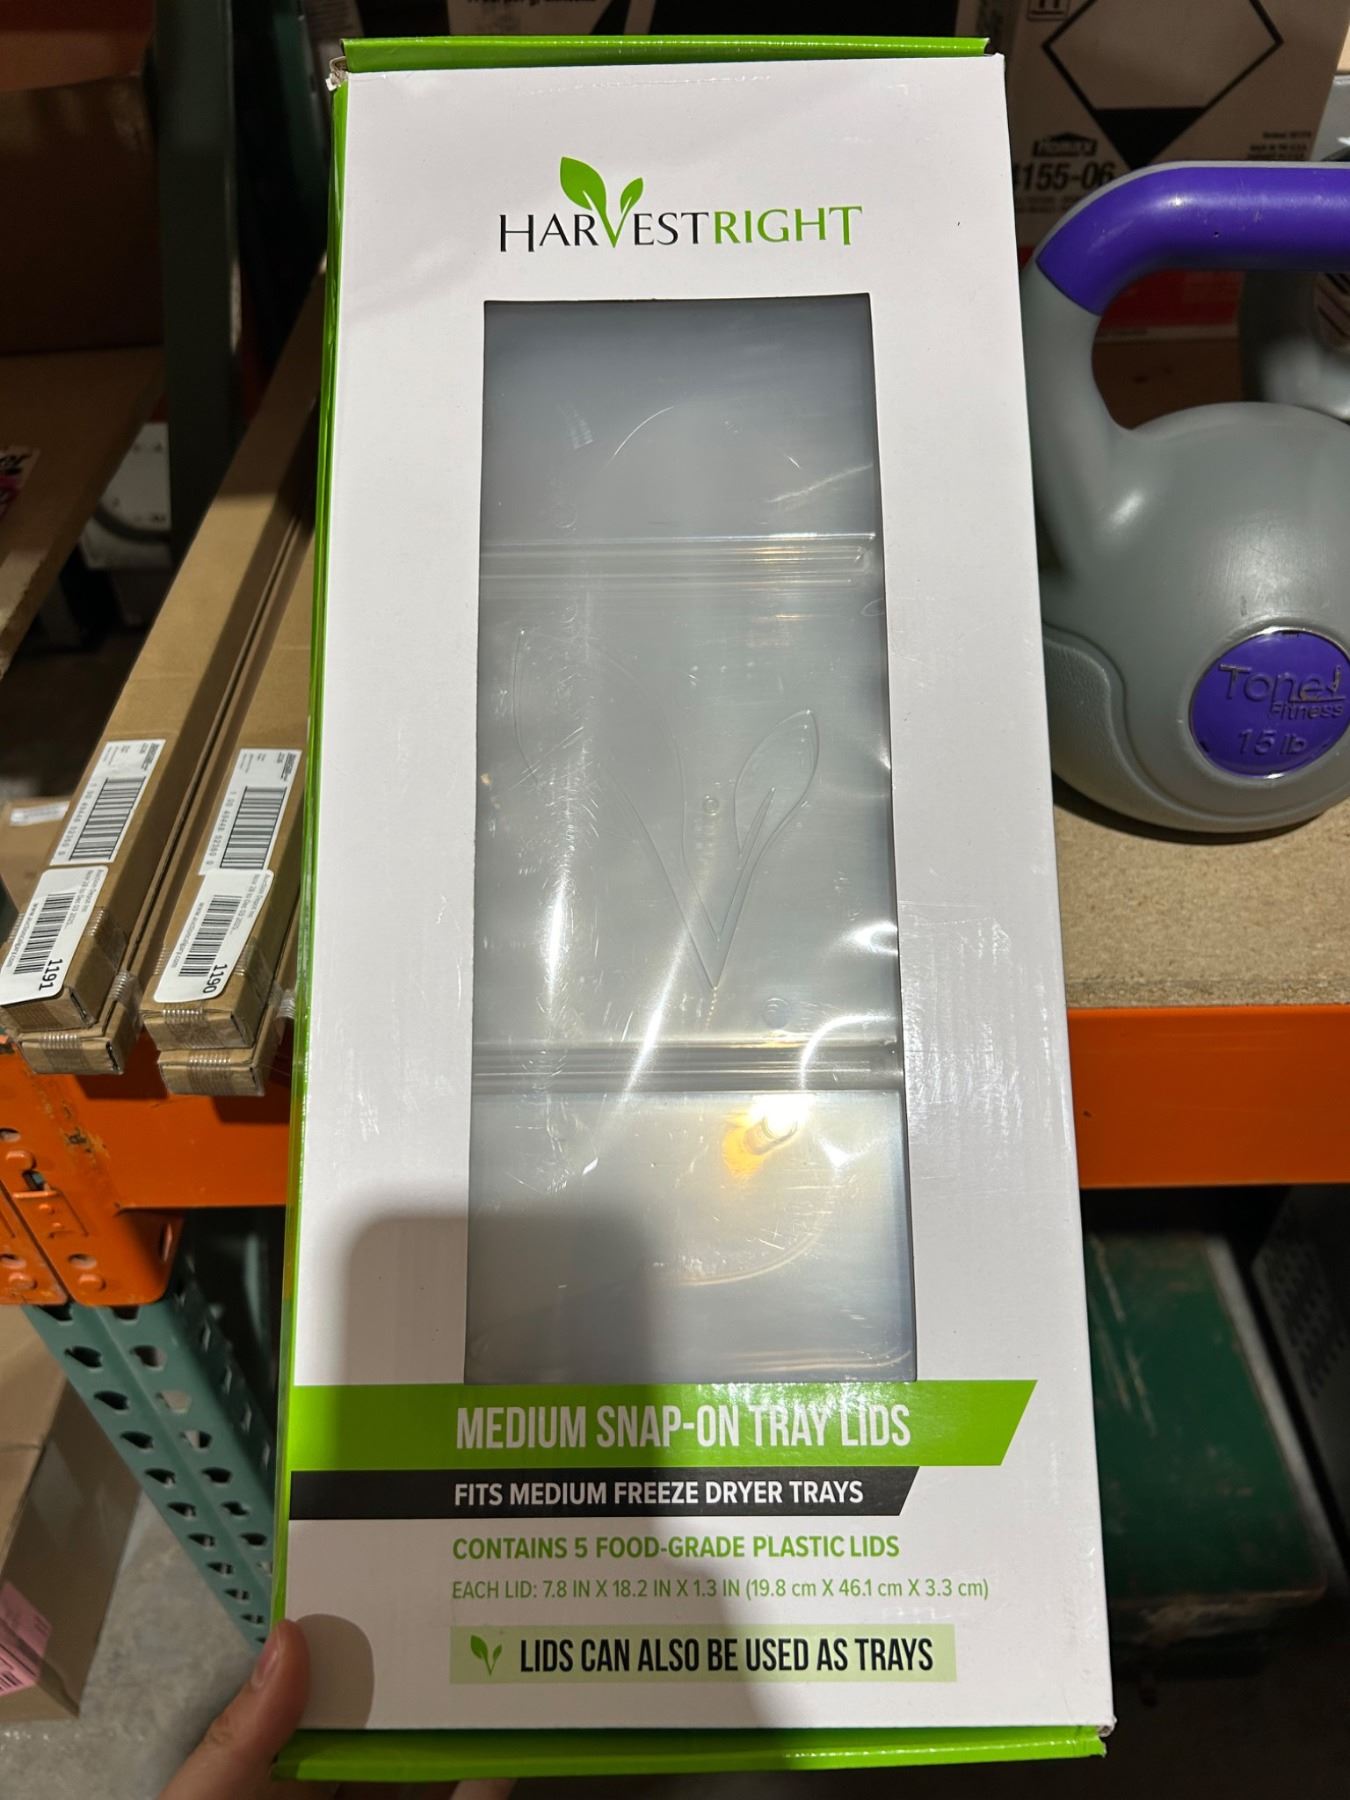 HARVESTRIGHT
MEDIUM SNAP-ON TRAY LIDS
FITS MEDIUM FREEZE DRYER TRAYS
CONTAINS 5 FOOD-GRADE PLASTIC LIDS
EACH LID: 7.8 IN X 18.2 IN X 1.3 IN (19.8 cm X 46.1 cm X 3.3 cm)
LIDS CAN ALSO BE USED AS TRAYS
Homax
155-06
Tone
Fitness
15 lb
1191
1190